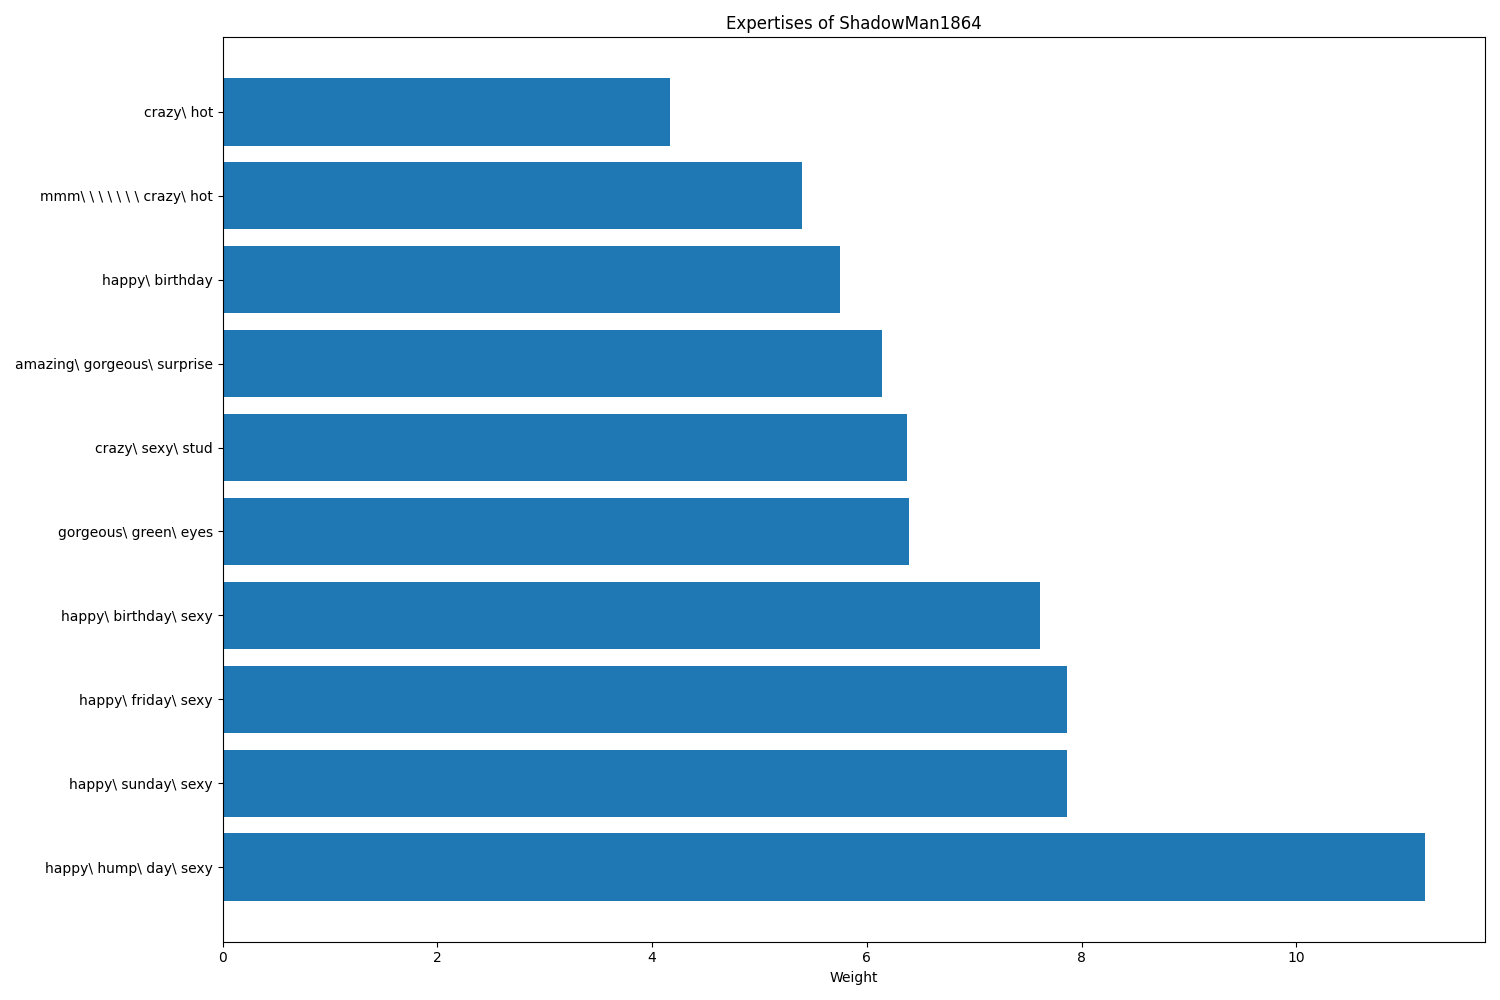 Expertises of ShadowMan1864
crazy\ hot
mmm\ \ \ \ \ \ \ crazy\ hot
happy\ birthday
amazing\ gorgeous\ surprise
crazy\ sexy\ stud
gorgeous\ green\ eyes
happy\ birthday\ sexy
happy\ friday\ sexy
happy\ sunday\ sexy
happy\ hump\ day\ sexy
0 2 4 6 8 10
Weight